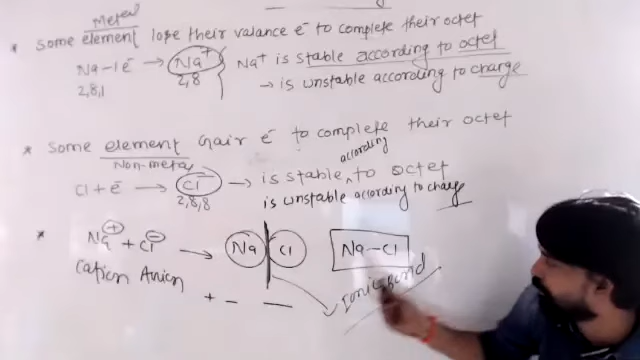 Metal
* Some element lose their valance e⁻ to complete their octet
Na - 1e⁻ → Na⁺ Na⁺ is stable according to octet
2,8,1 2,8 → is unstable according to charge
* Some element Gain e⁻ to complete their octet
Non-metal according
Cl + e⁻ → Cl⁻ → is stable ^ to octet
2,8,8 is unstable according to charge
* Na⁺ + Cl⁻ → Na Cl Na-Cl
Cation Anion Ionic Bond
+ - —